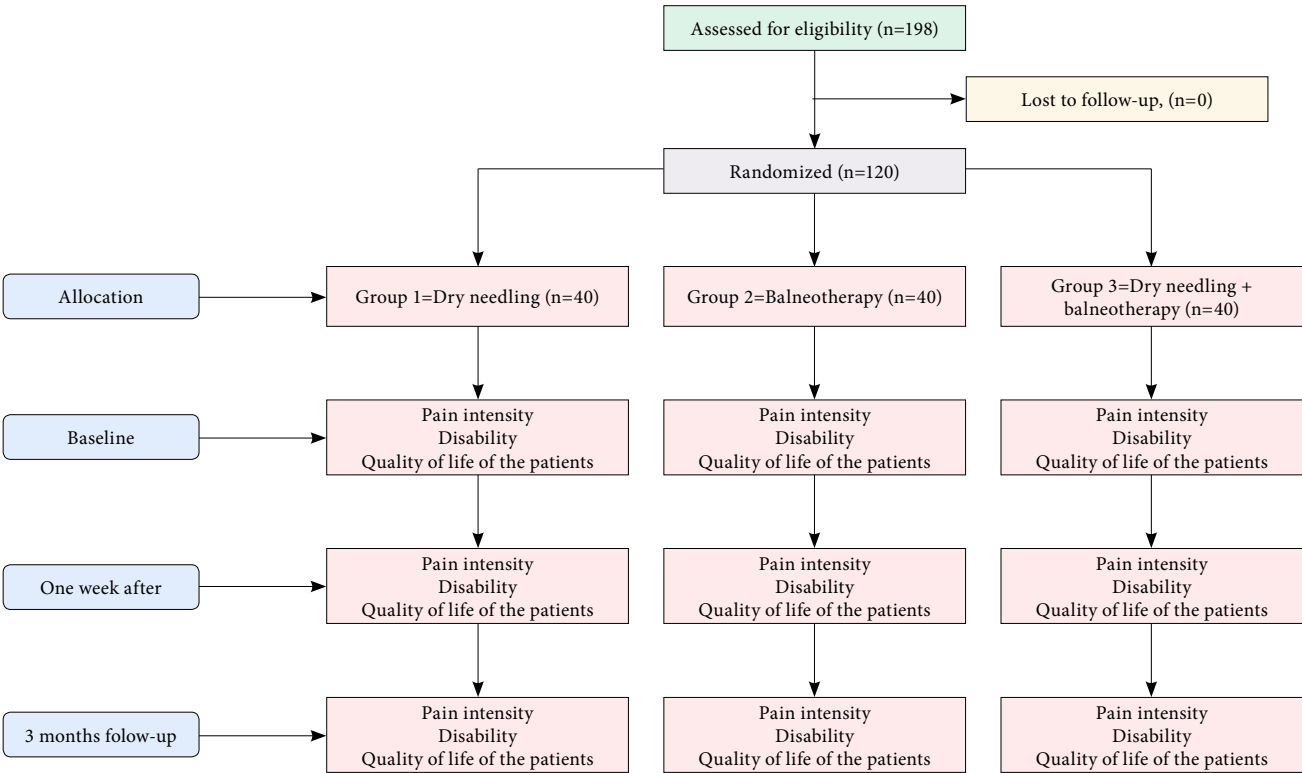 Assessed for eligibility (n=198)
Lost to follow-up, (n=0)
Randomized (n=120)
Allocation
Group 1=Dry needling (n=40)
Group 2=Balneotherapy (n=40)
Group 3=Dry needling +
balneotherapy (n=40)
Baseline
Pain intensity
Disability
Quality of life of the patients
Pain intensity
Disability
Quality of life of the patients
Pain intensity
Disability
Quality of life of the patients
One week after
Pain intensity
Disability
Quality of life of the patients
Pain intensity
Disability
Quality of life of the patients
Pain intensity
Disability
Quality of life of the patients
3 months folow-up
Pain intensity
Disability
Quality of life of the patients
Pain intensity
Disability
Quality of life of the patients
Pain intensity
Disability
Quality of life of the patients